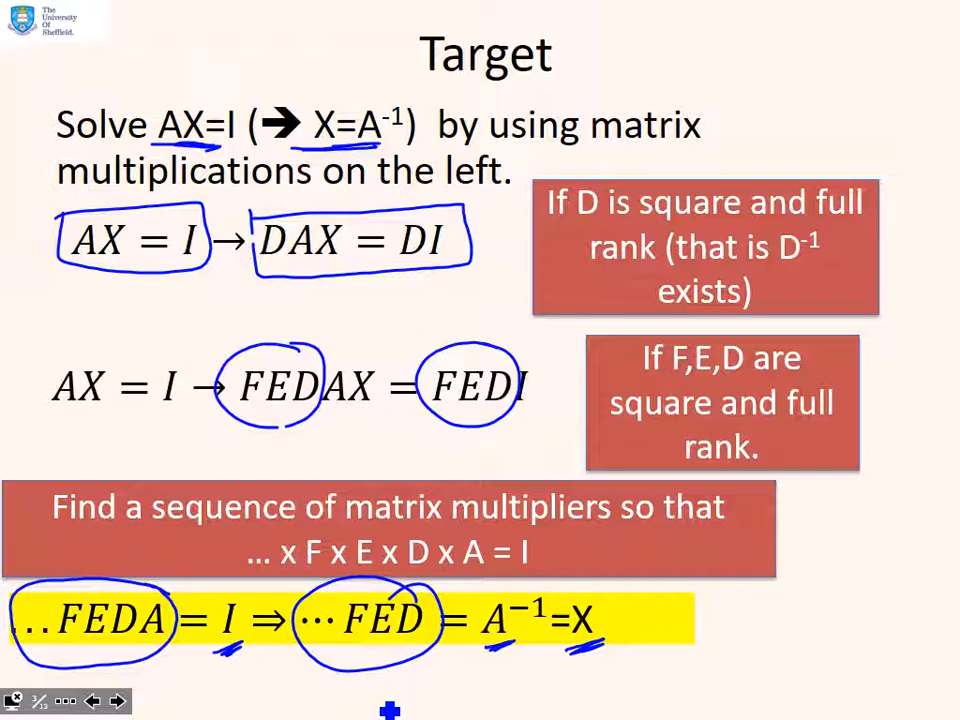 The
University
Of
Sheffield.
Target
Solve AX=I (➔ X=A⁻¹) by using matrix
multiplications on the left.
AX = I → DAX = DI
If D is square and full
rank (that is D⁻¹
exists)
AX = I → FEDAX = FEDI
If F,E,D are
square and full
rank.
Find a sequence of matrix multipliers so that
... x F x E x D x A = I
...FEDA = I ⇒ ⋯FED = A⁻¹=X
3/13